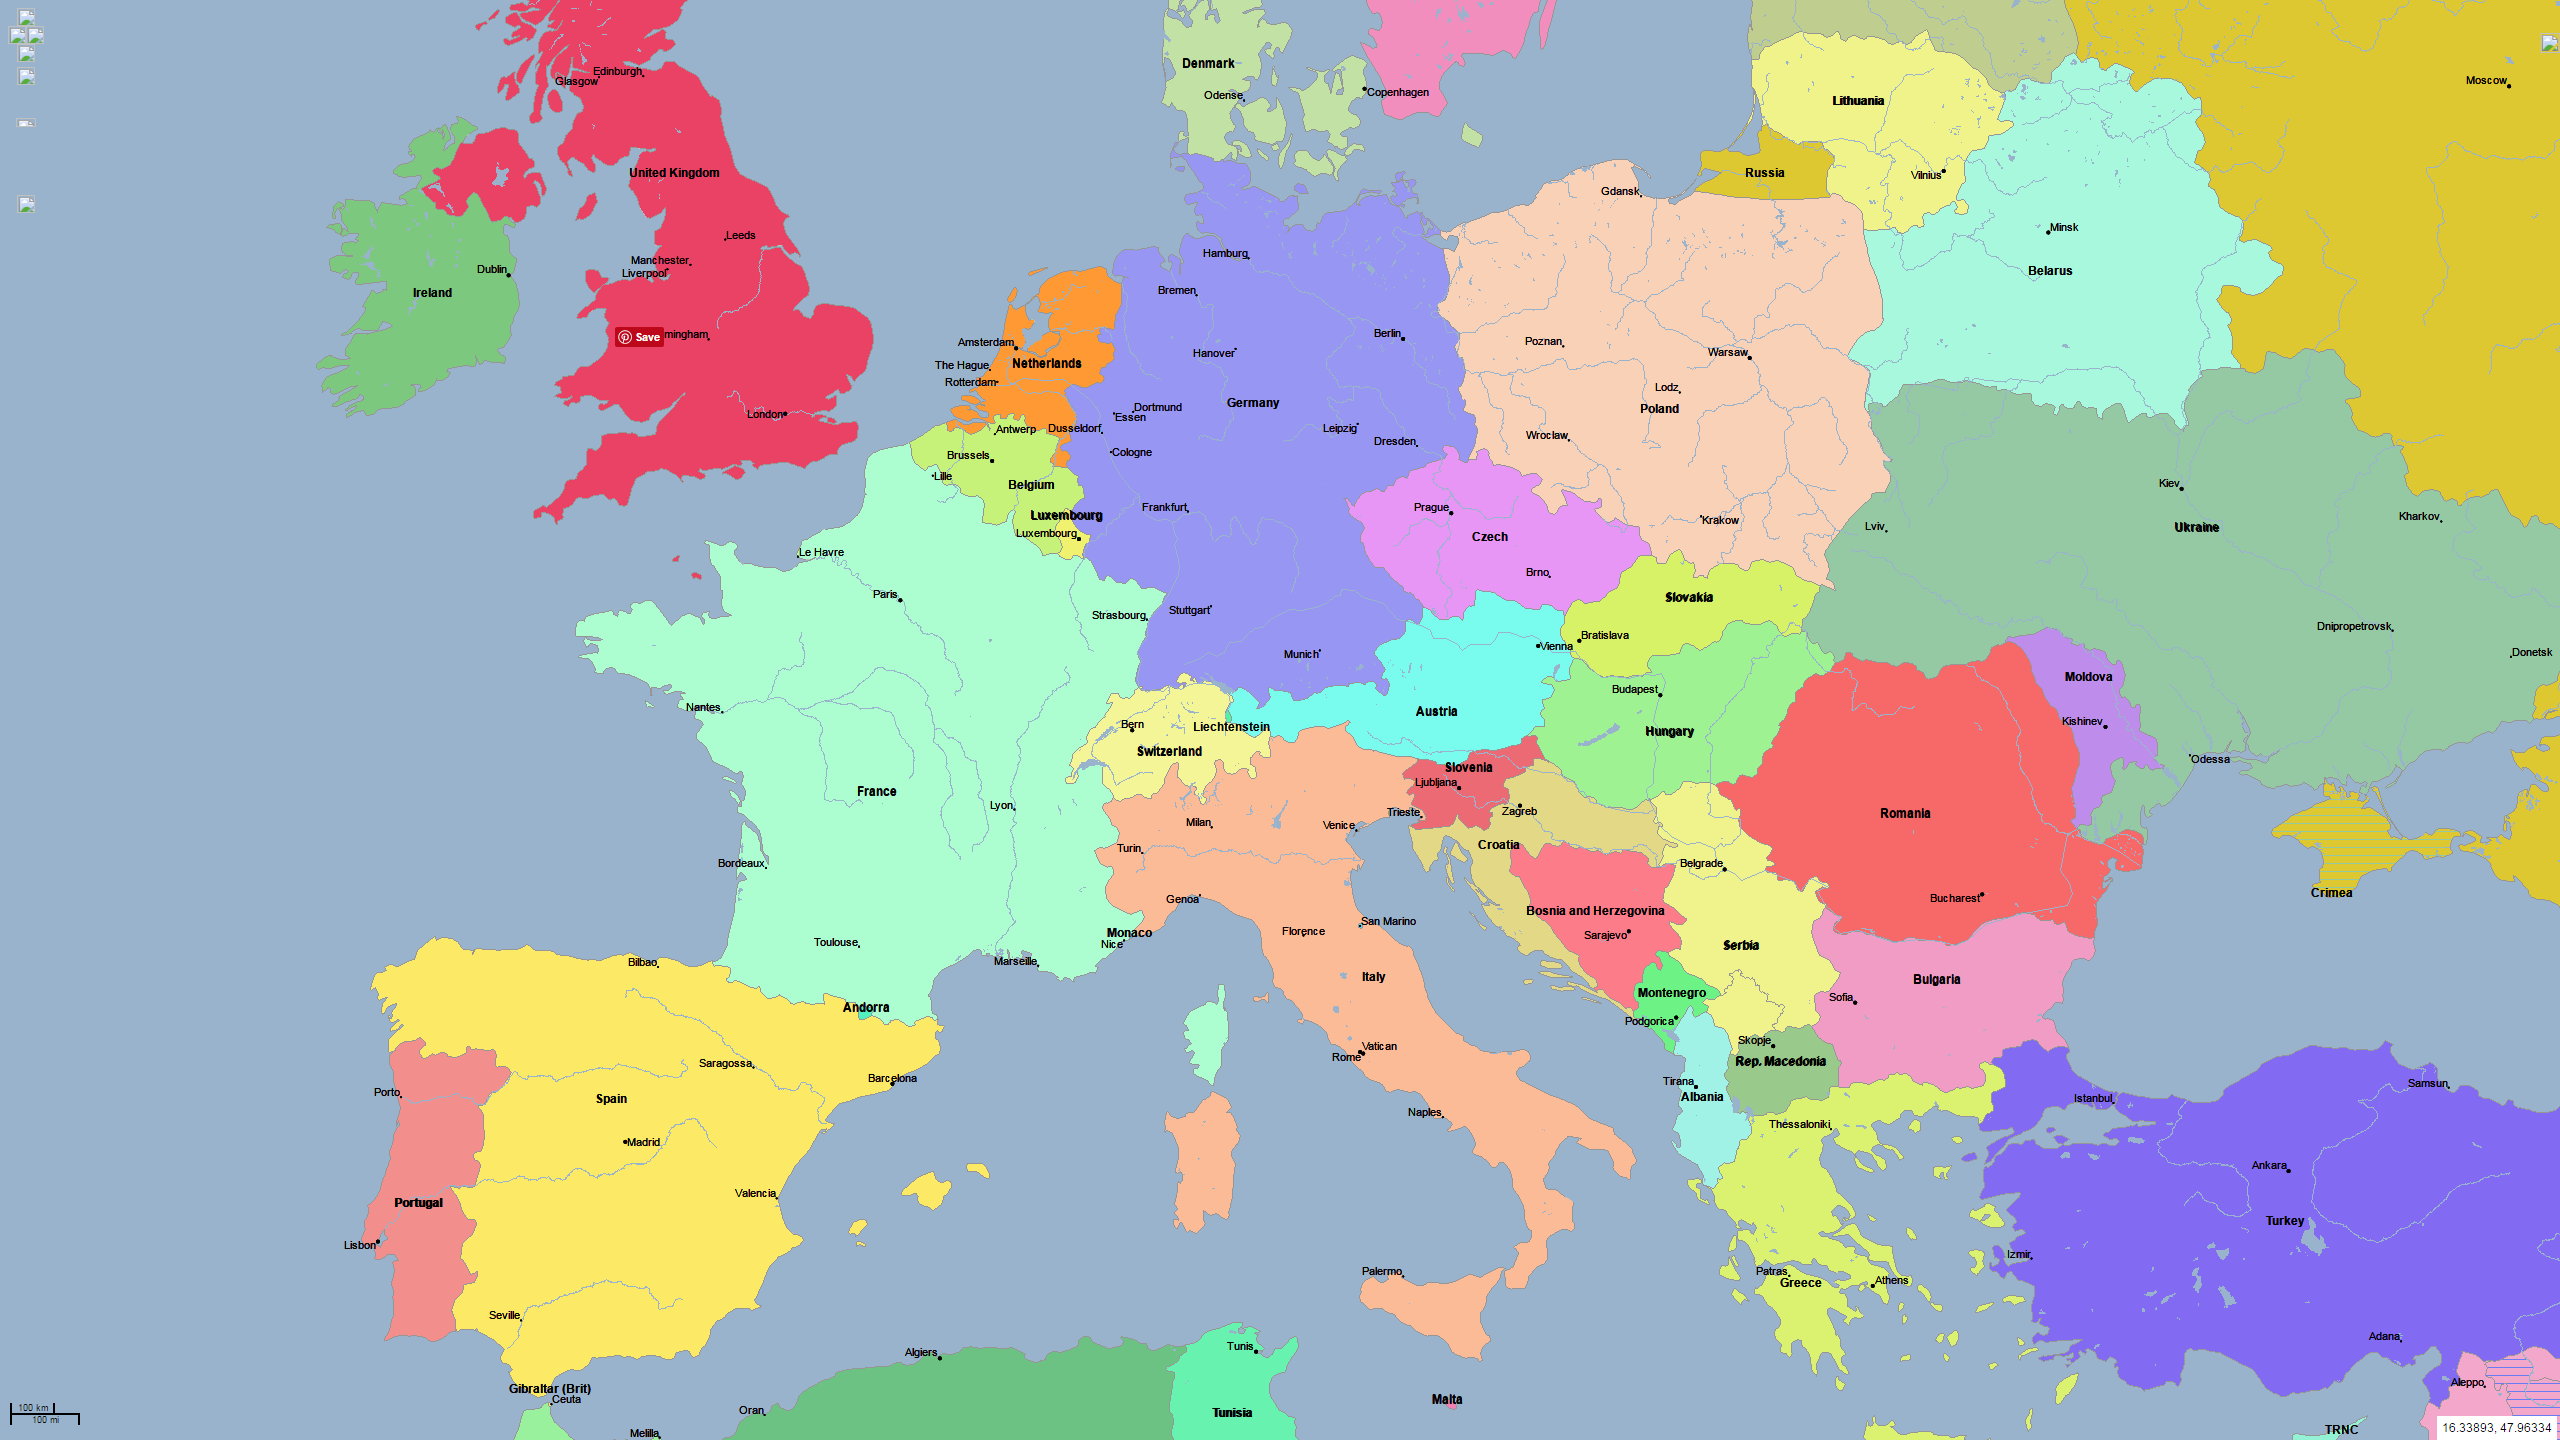 Moscow
Denmark
Edinburgh
Glasgow
Odense
Copenhagen
Lithuania
United Kingdom
Russia
Vilnius
Gdansk
Leeds
Minsk
Manchester
Liverpool
Hamburg
Dublin
Belarus
Ireland
Bremen
Save
mingham
Amsterdam
Berlin
Hanover
Poznan
Warsaw
The Hague
Netherlands
Rotterdam
Lodz
Germany
Dortmund
Essen
Poland
London
Antwerp
Dusseldorf
Leipzig
Dresden
Wroclaw
Brussels
Cologne
Lille
Belgium
Kiev
Frankfurt
Prague
Luxembourg
Luxembourg
Krakow
Lviv
Ukraine
Kharkov
Czech
Le Havre
Brno
Paris
Slovakia
Strasbourg
Stuttgart
Dnipropetrovsk
Bratislava
Vienna
Munich
Donetsk
Moldova
Budapest
Nantes
Austria
Kishinev
Bern
Liechtenstein
Hungary
Switzerland
Odessa
Slovenia
Ljubljana
France
Lyon
Trieste
Zagreb
Romania
Milan
Venice
Croatia
Turin
Bordeaux
Belgrade
Crimea
Genoa
Bucharest
Bosnia and Herzegovina
San Marino
Florence
Monaco
Nice
Sarajevo
Toulouse
Serbia
Bilbao
Marseille
Italy
Bulgaria
Montenegro
Sofia
Andorra
Podgorica
Skopje
Vatican
Rome
Saragossa
Rep. Macedonia
Barcelona
Tirana
Samsun
Porto
Spain
Albania
Istanbul
Naples
Thessaloniki
Madrid
Ankara
Valencia
Portugal
Turkey
Lisbon
Izmir
Palermo
Patras
Greece
Athens
Seville
Adana
Algiers
Tunis
Aleppo
Gibraltar (Brit)
Ceuta
Malta
100 km
100 mi
Oran
Tunisia
16.33893, 47.96334
TRNC
Melilla